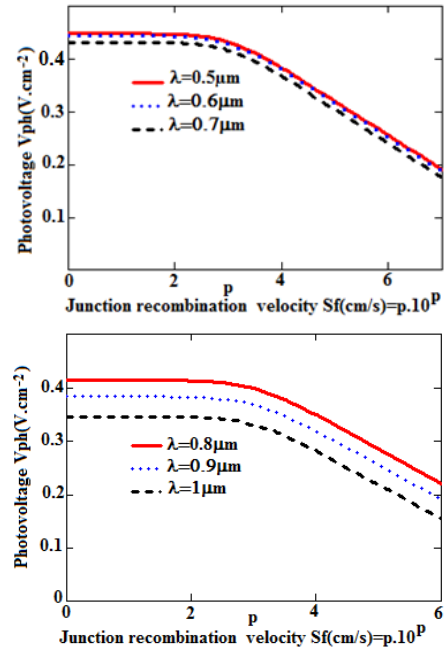 Photovoltage Vph(V.cm⁻²)
0.4
0.3
0.2
0.1
λ=0.5μm
λ=0.6μm
λ=0.7μm
0 2 4 6
p
Junction recombination velocity Sf(cm/s)=p.10ᵖ
Photovoltage Vph(V.cm⁻²)
0.4
0.3
0.2
0
λ=0.8μm
λ=0.9μm
λ=1μm
0 2 4 6
p
Junction recombination velocity Sf(cm/s)=p.10ᵖ